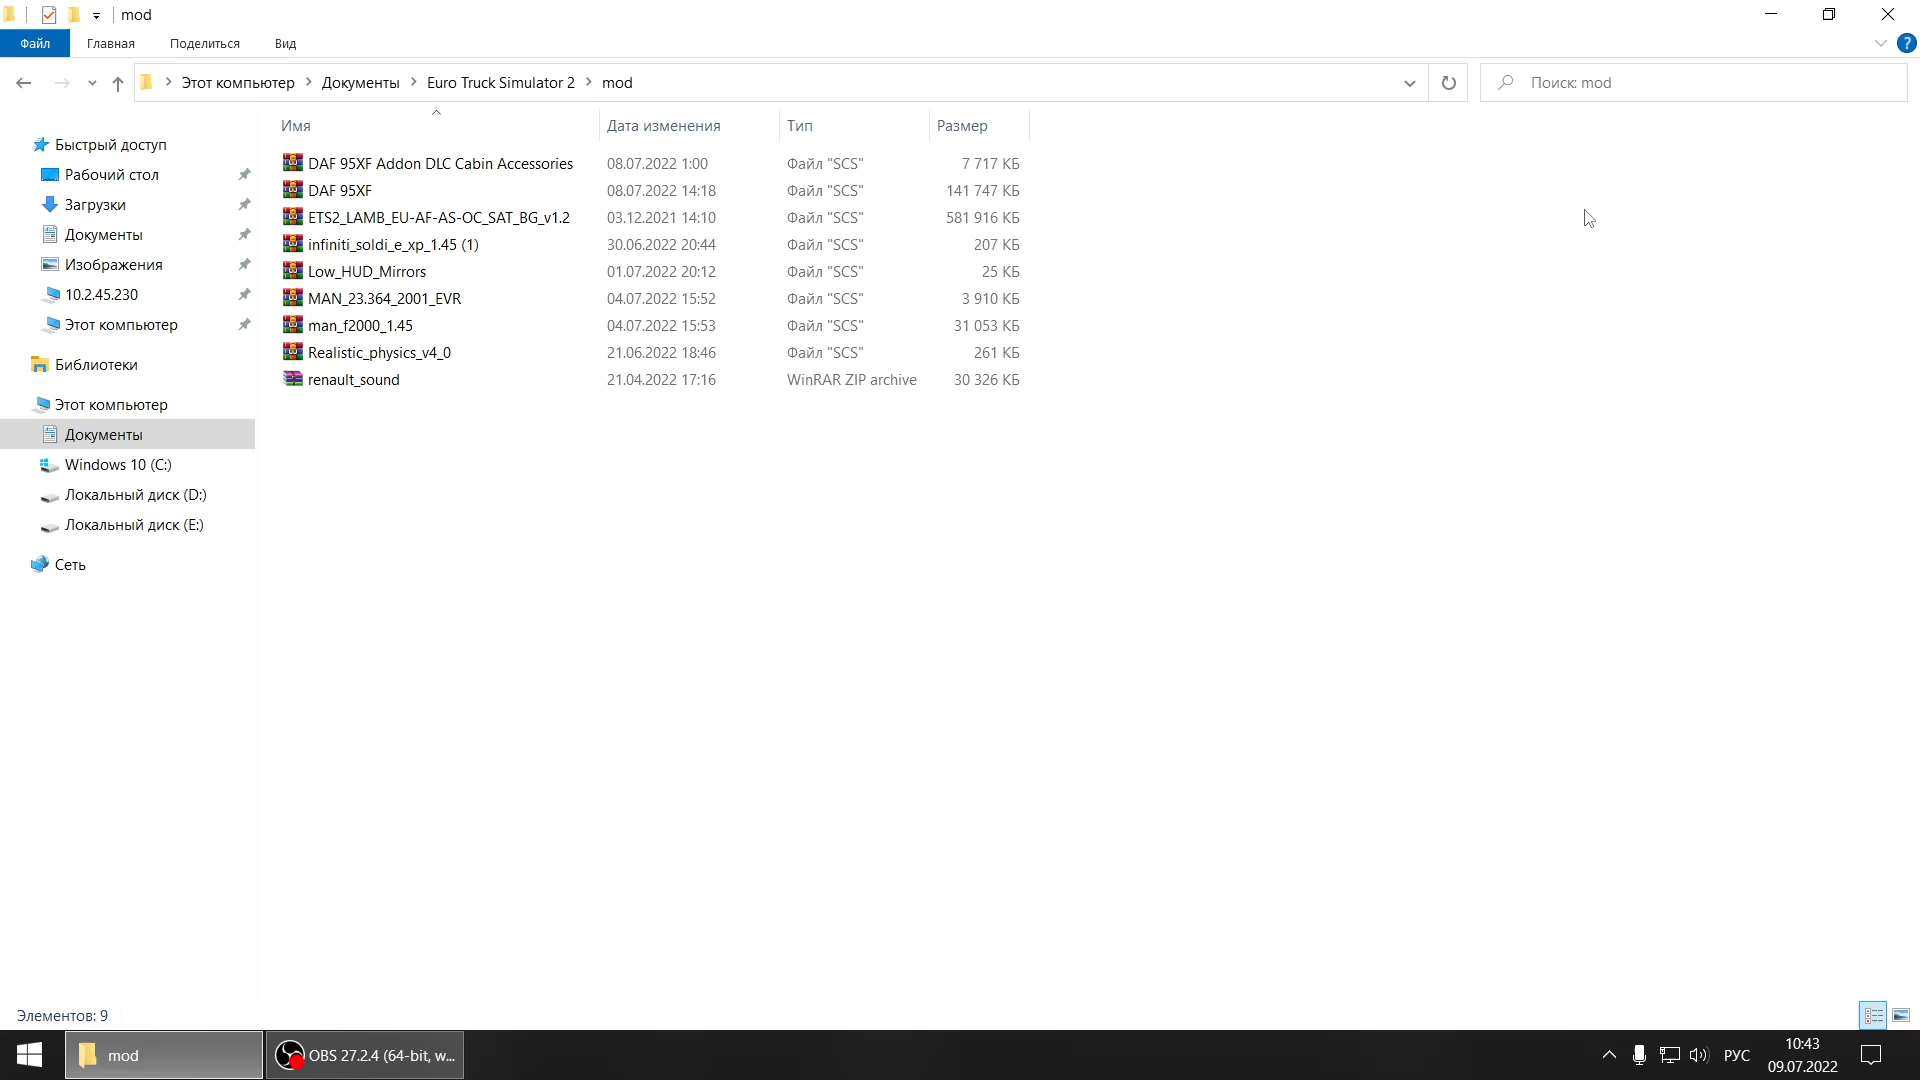 mod
Файл Главная Поделиться Вид
Этот компьютер Документы Euro Truck Simulator 2 mod Поиск: mod
Имя Дата изменения Тип Размер
Быстрый доступ
Рабочий стол
Загрузки
Документы
Изображения
10.2.45.230
Этот компьютер
Библиотеки
Этот компьютер
Документы
Windows 10 (C:)
Локальный диск (D:)
Локальный диск (E:)
Сеть
DAF 95XF Addon DLC Cabin Accessories 08.07.2022 1:00 Файл "SCS" 7 717 КБ
DAF 95XF 08.07.2022 14:18 Файл "SCS" 141 747 КБ
ETS2_LAMB_EU-AF-AS-OC_SAT_BG_v1.2 03.12.2021 14:10 Файл "SCS" 581 916 КБ
infiniti_soldi_e_xp_1.45 (1) 30.06.2022 20:44 Файл "SCS" 207 КБ
Low_HUD_Mirrors 01.07.2022 20:12 Файл "SCS" 25 КБ
MAN_23.364_2001_EVR 04.07.2022 15:52 Файл "SCS" 3 910 КБ
man_f2000_1.45 04.07.2022 15:53 Файл "SCS" 31 053 КБ
Realistic_physics_v4_0 21.06.2022 18:46 Файл "SCS" 261 КБ
renault_sound 21.04.2022 17:16 WinRAR ZIP archive 30 326 КБ
Элементов: 9
mod OBS 27.2.4 (64-bit, w... РУС 10:43
09.07.2022